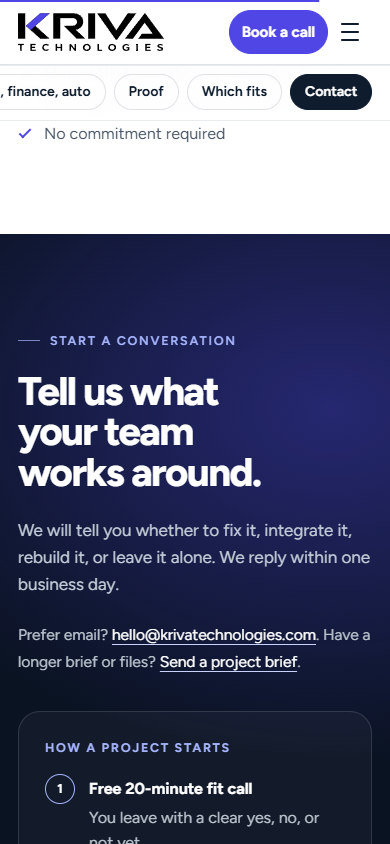 KRIVA
TECHNOLOGIES
Book a call
, finance, auto
Proof
Which fits
Contact
No commitment required
START A CONVERSATION
Tell us what
your team
works around.
We will tell you whether to fix it, integrate it,
rebuild it, or leave it alone. We reply within one
business day.
Prefer email? hello@krivatechnologies.com. Have a
longer brief or files? Send a project brief.
HOW A PROJECT STARTS
1
Free 20-minute fit call
You leave with a clear yes, no, or
not yet